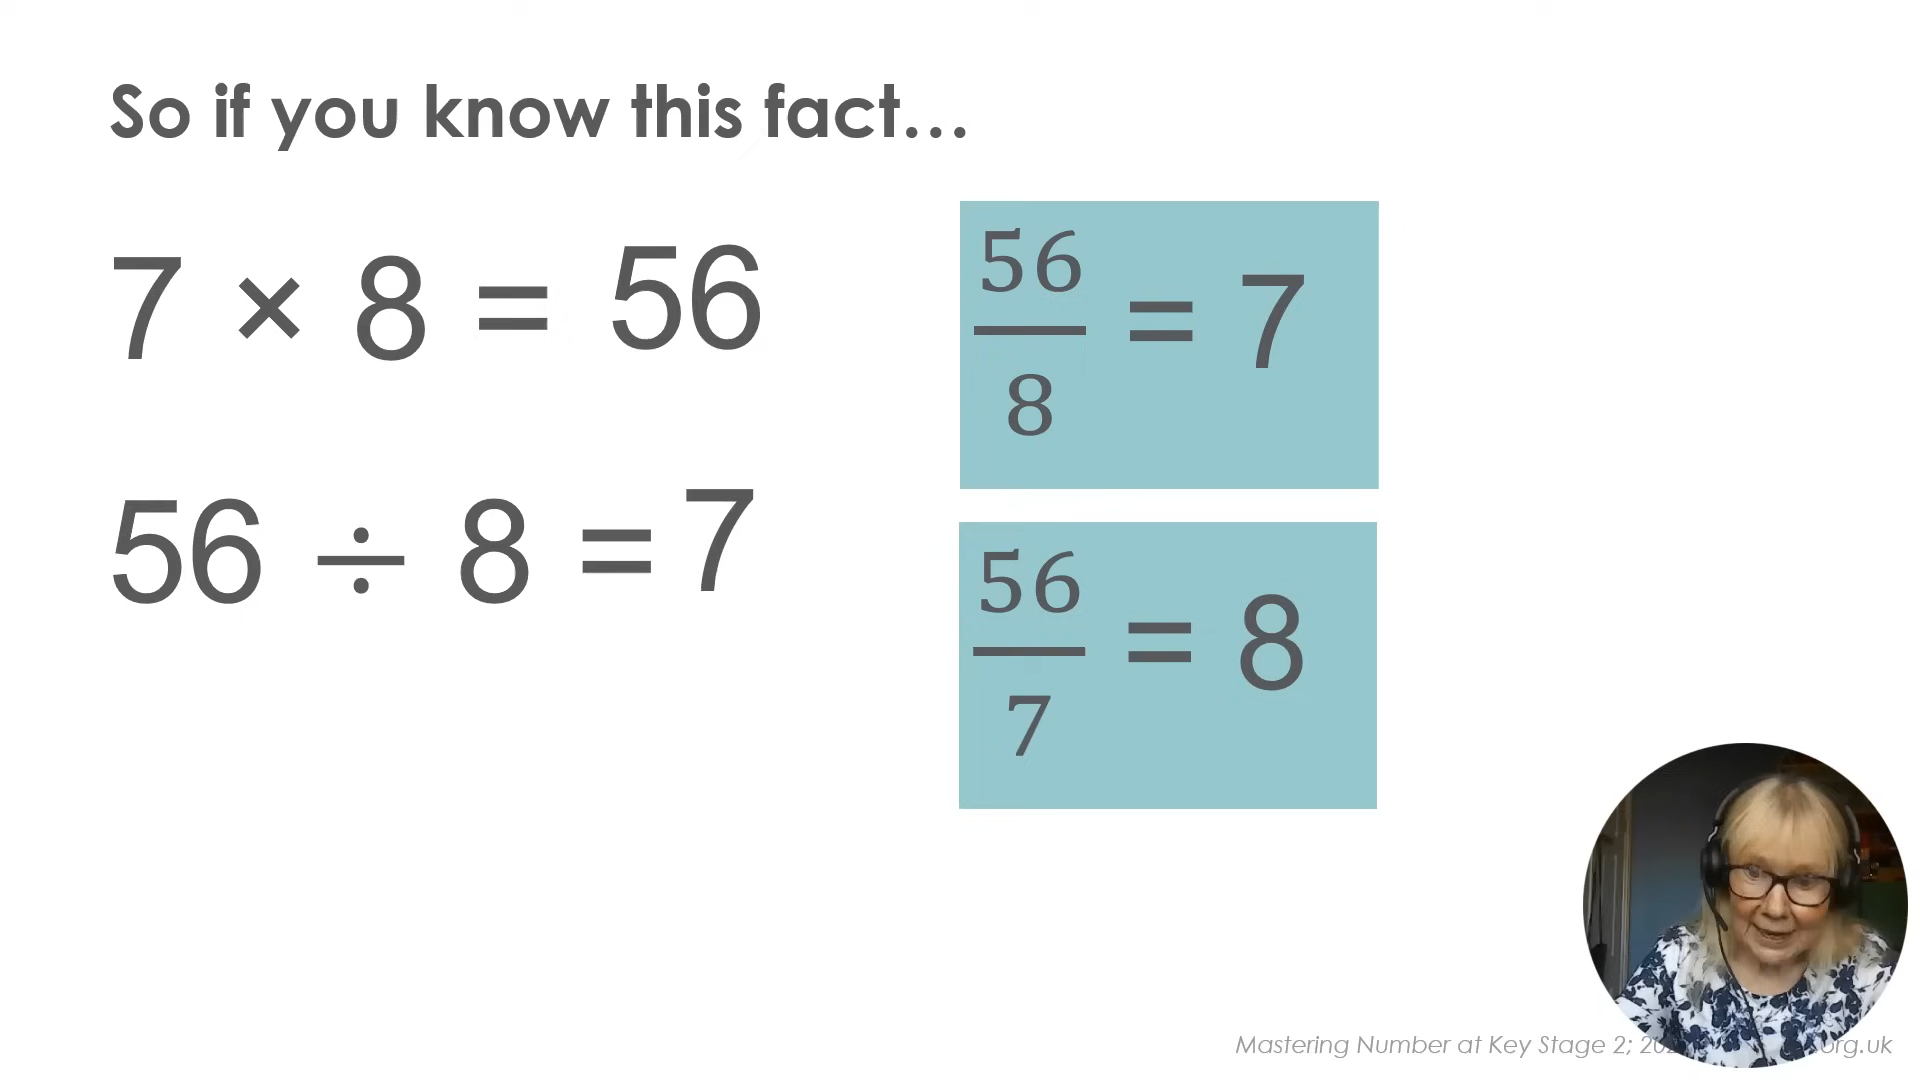 So if you know this fact…
7 × 8 = 56
56 ÷ 8 = 7
56
8
= 7
56
7
= 8
Mastering Number at Key Stage 2; org.uk